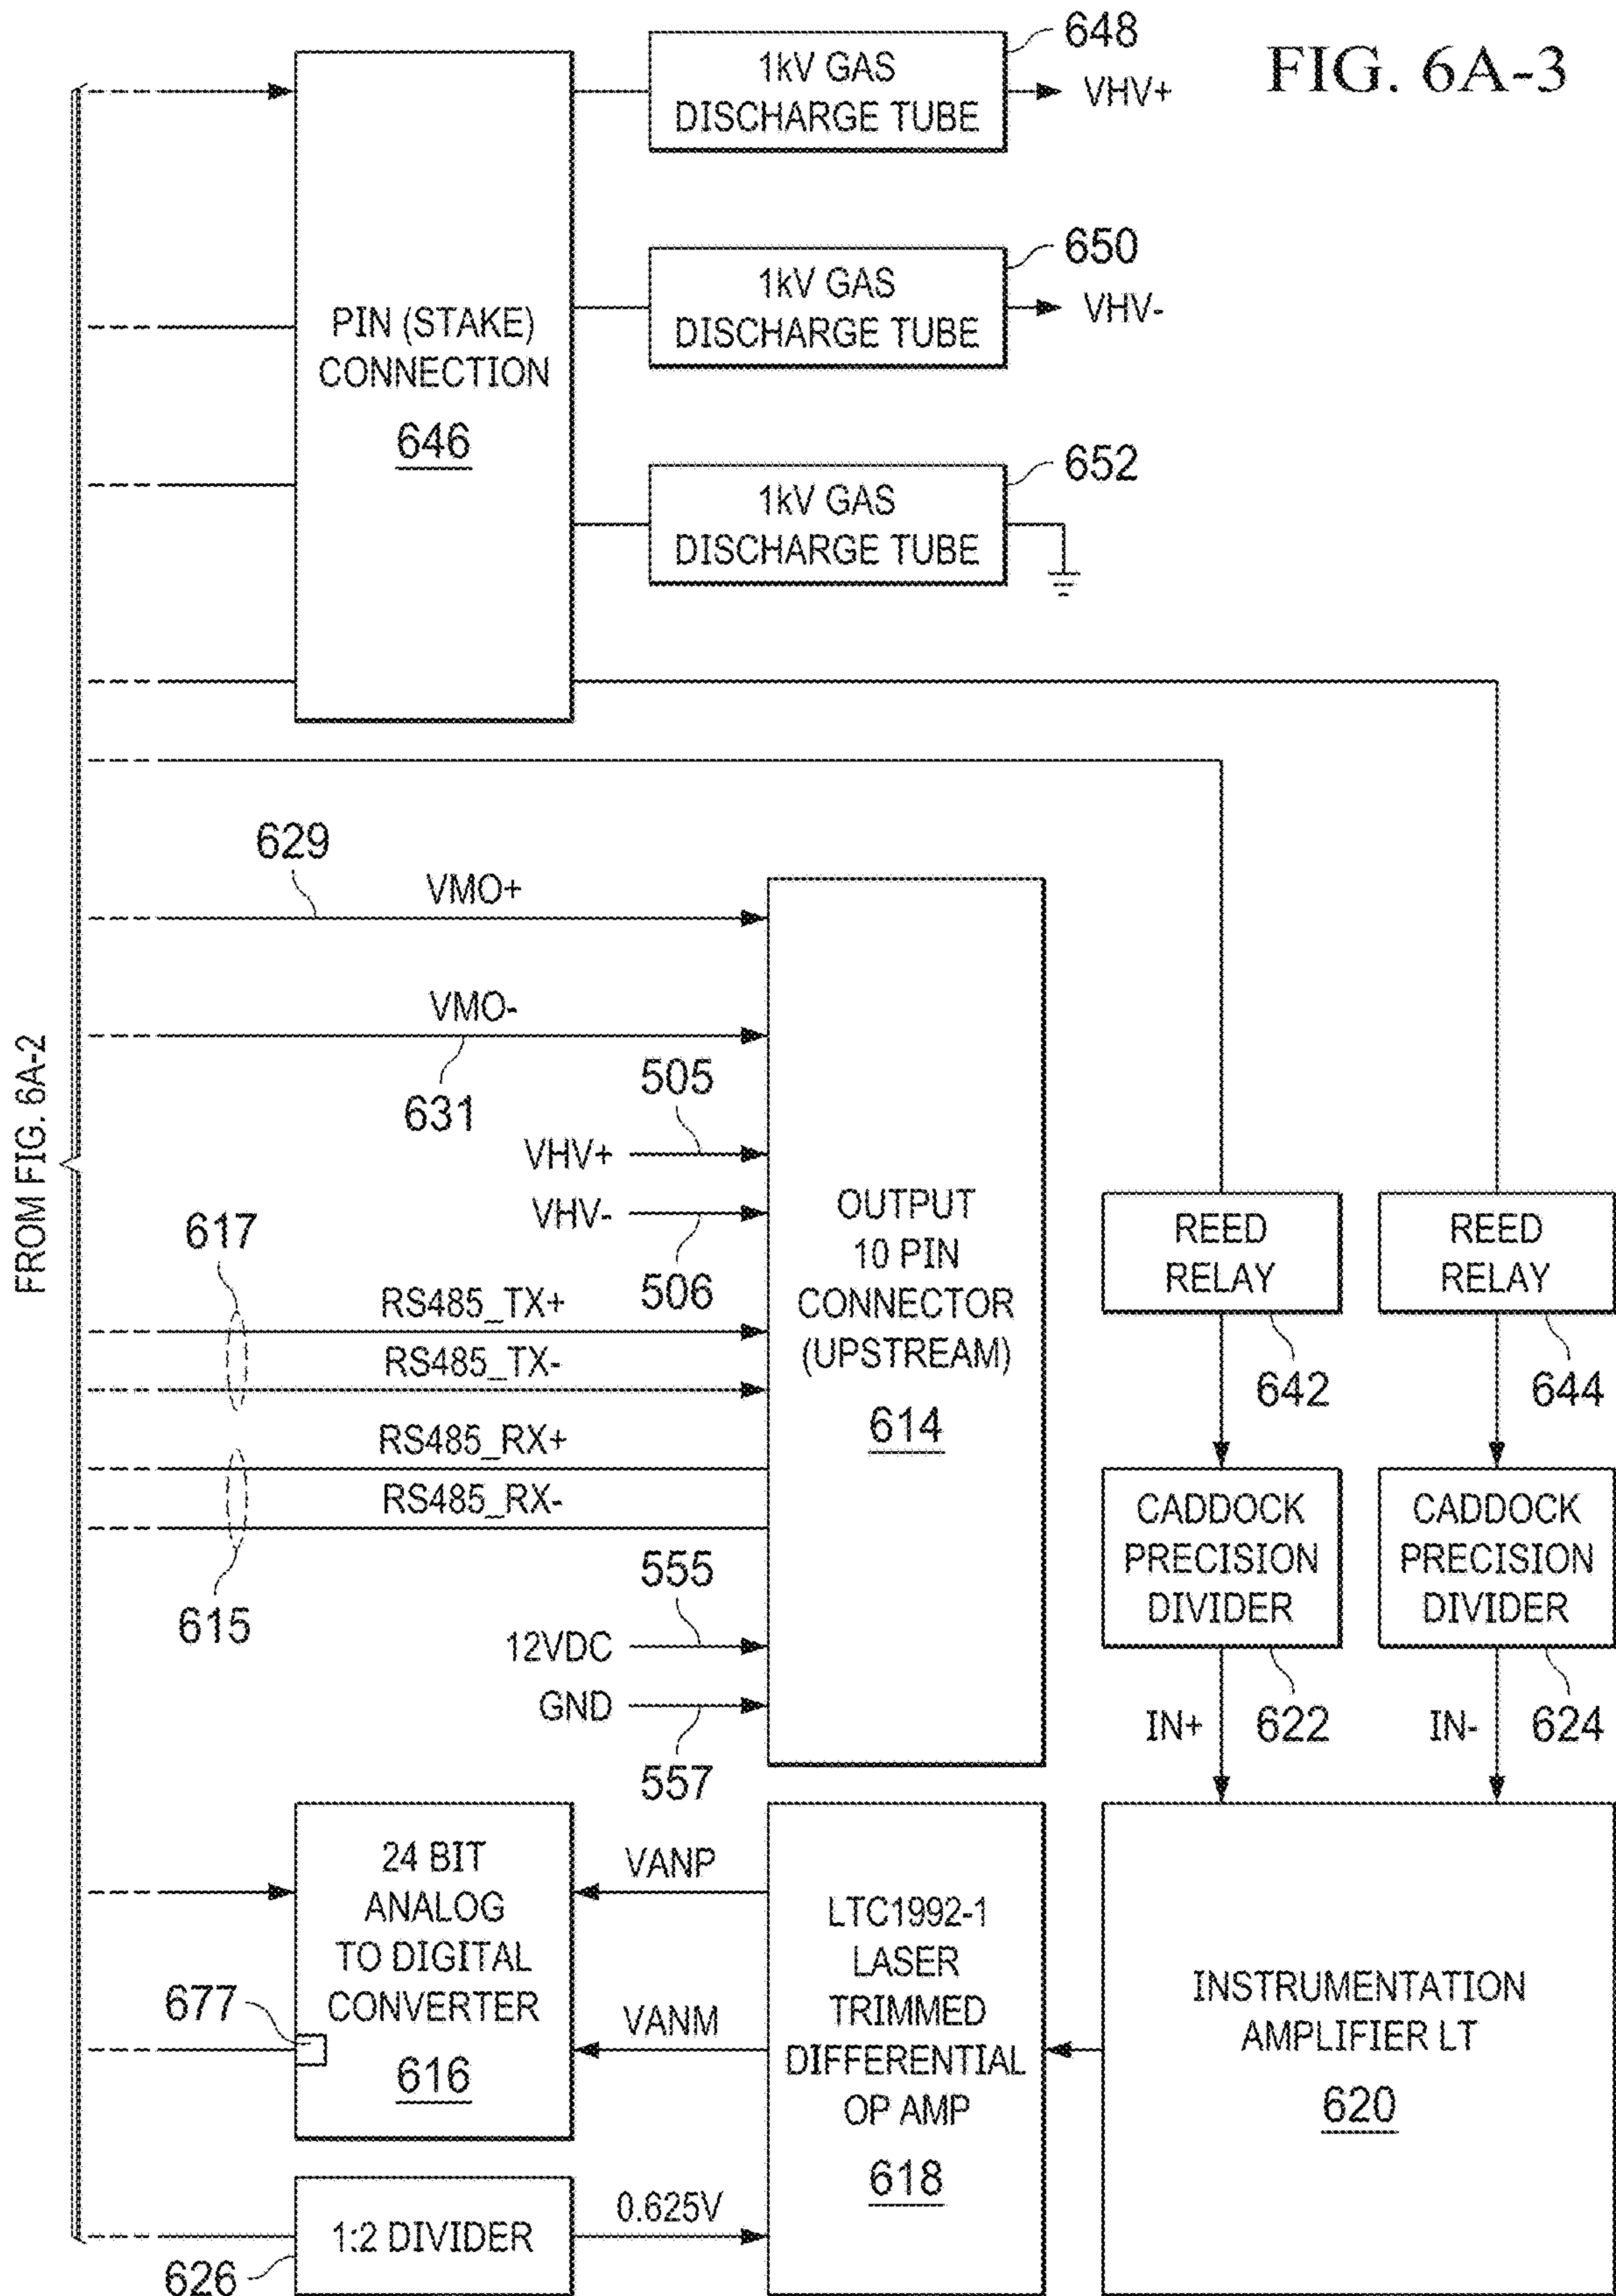 FIG. 6A-3
1kV GAS
DISCHARGE TUBE
648
VHV+
1kV GAS
DISCHARGE TUBE
650
VHV-
PIN (STAKE)
CONNECTION
646
1kV GAS
DISCHARGE TUBE
652
FROM FIG. 6A-2
629
VMO+
VMO-
631
505
VHV+
VHV-
506
617
RS485_TX+
RS485_TX-
RS485_RX+
RS485_RX-
615
555
12VDC
GND
557
OUTPUT
10 PIN
CONNECTOR
(UPSTREAM)
614
REED
RELAY
642
REED
RELAY
644
CADDOCK
PRECISION
DIVIDER
622
IN+
CADDOCK
PRECISION
DIVIDER
624
IN-
24 BIT
ANALOG
TO DIGITAL
CONVERTER
616
677
VANP
VANM
LTC1992-1
LASER
TRIMMED
DIFFERENTIAL
OP AMP
618
INSTRUMENTATION
AMPLIFIER LT
620
1:2 DIVIDER
626
0.625V